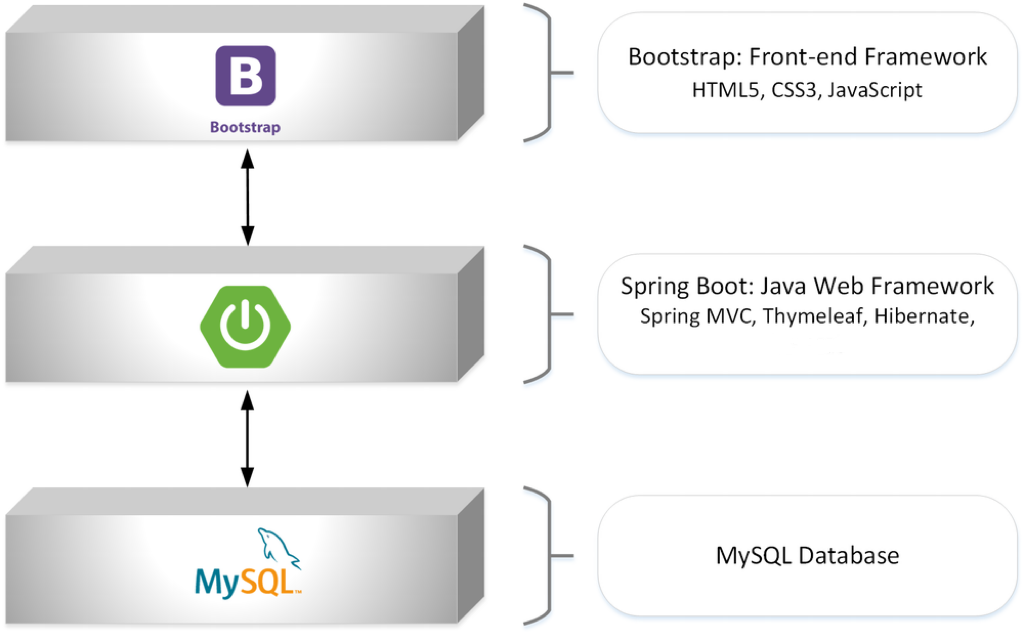 B
Bootstrap
Bootstrap: Front-end Framework
HTML5, CSS3, JavaScript
Spring Boot: Java Web Framework
Spring MVC, Thymeleaf, Hibernate,
MySQL™
MySQL Database